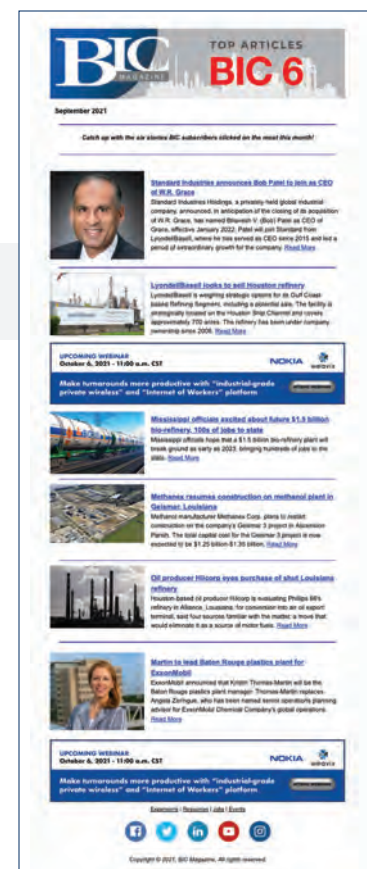 BIC
MAGAZINE
TOP ARTICLES
BIC 6
September 2021
Catch up with the six stories BIC subscribers clicked on the most this month!
Standard Industries announces Bob Patel to join as CEO
of W.R. Grace
Standard Industries Holdings, a privately held global industrial
company, announced, in anticipation of the closing of its acquisition
of W.R. Grace, has named Bhavesh V. (Bob) Patel as CEO of
Grace, effective January 2022. Patel will join Standard from
LyondellBasell, where he has served as CEO since 2015 and led a
period of extraordinary growth for the company. Read More
LyondellBasell looks to sell Houston refinery
LyondellBasell is weighing strategic options for its Gulf Coast-
based Refining Segment, including a potential sale. The facility is
strategically located on the Houston Ship Channel and covers
approximately 700 acres. The refinery has been under company
ownership since 2006. Read More
UPCOMING WEBINAR
October 6, 2021 - 11:00 a.m. CST
NOKIA
Make turnarounds more productive with "industrial-grade
private wireless" and "Internet of Workers" platform
Mississippi officials excited about future $1.5 billion
bio-refinery, 100s of jobs to state
Mississippi officials hope that a $1.5 billion bio-refinery plant will
break ground as early as 2023, bringing hundreds of jobs to the
state. Read More
Methanex resumes construction on methanol plant in
Geismar, Louisiana
Methanol manufacturer Methanex Corp. plans to restart
construction on the company's Geismar 3 project in Ascension
Parish. The total capital cost for the Geismar 3 project is now
expected to be $1.25 billion-$1.35 billion. Read More
Oil producer Hilcorp eyes purchase of shut Louisiana
refinery
Houston-based oil producer Hilcorp is evaluating Phillips 66's
refinery in Alliance, Louisiana, for conversion into an oil export
terminal, said four sources familiar with the matter, a move that
would eliminate it as a source of motor fuels. Read More
Martin to lead Baton Rouge plastics plant for
ExxonMobil
ExxonMobil announced that Kristin Thomas-Martin will be the
Baton Rouge plastics plant manager. Thomas-Martin replaces
Angela Zeringue, who has been named senior operations planning
advisor for ExxonMobil Chemical Company's global operations.
Read More
UPCOMING WEBINAR
October 6, 2021 - 11:00 a.m. CST
NOKIA
Make turnarounds more productive with "industrial-grade
private wireless" and "Internet of Workers" platform
Experience | Resources | Jobs | Events
Copyright © 2021, BIC Magazine, All rights reserved.